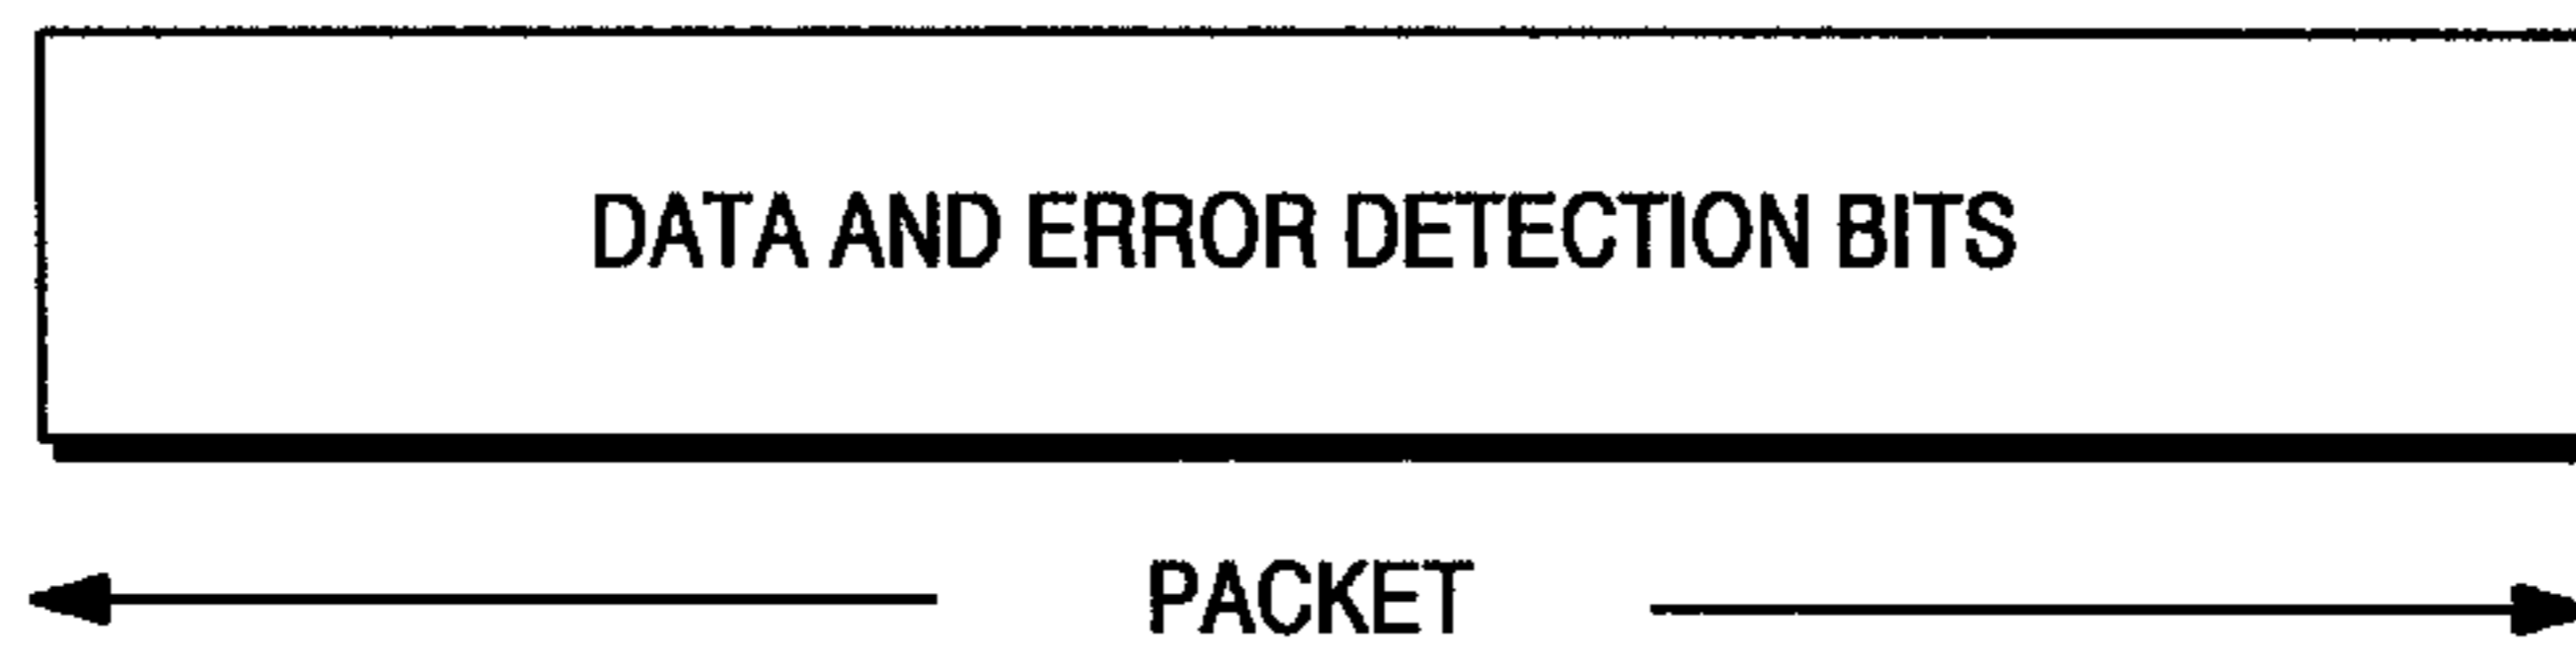 DATA AND ERROR DETECTION BITS
PACKET